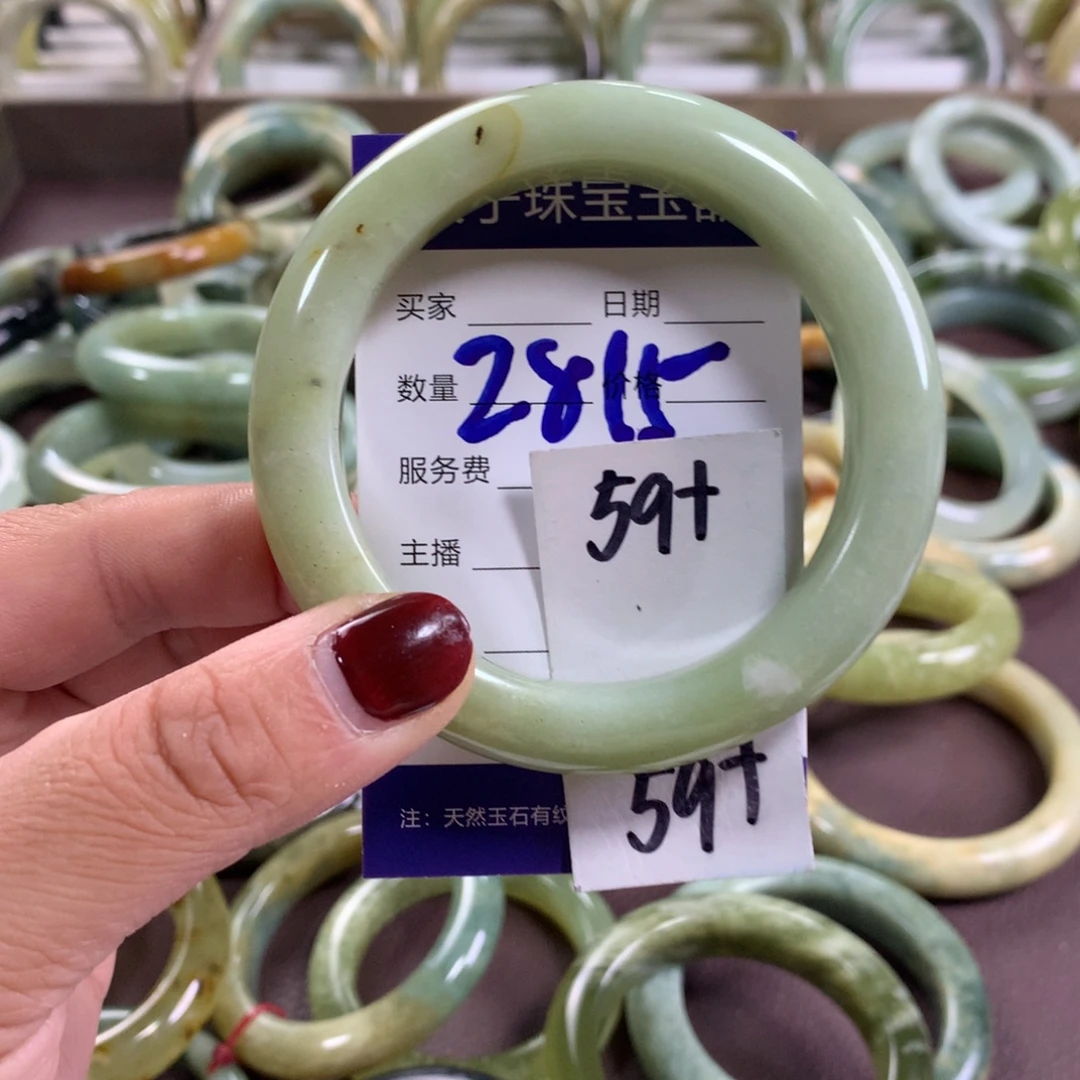 子珠宝玉器
买家 日期
数量 2815 价格
服务费
59+
主播
59+
注：天然玉石有纹